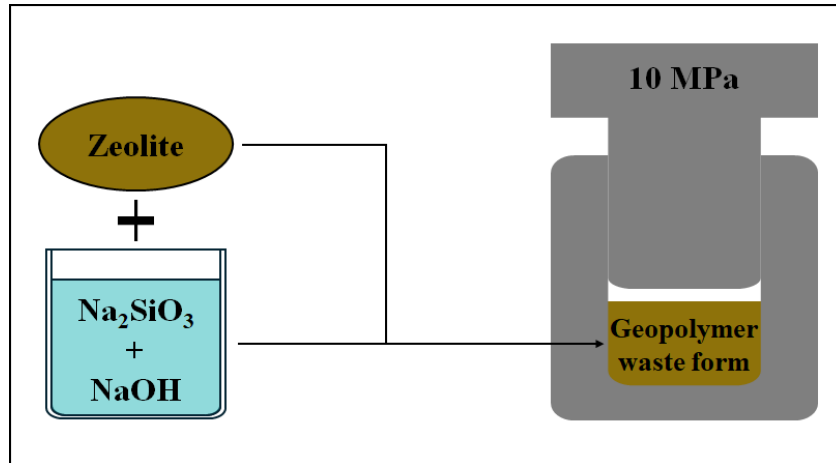 10 MPa
Zeolite
+
Na₂SiO₃
+
NaOH
Geopolymer
waste form